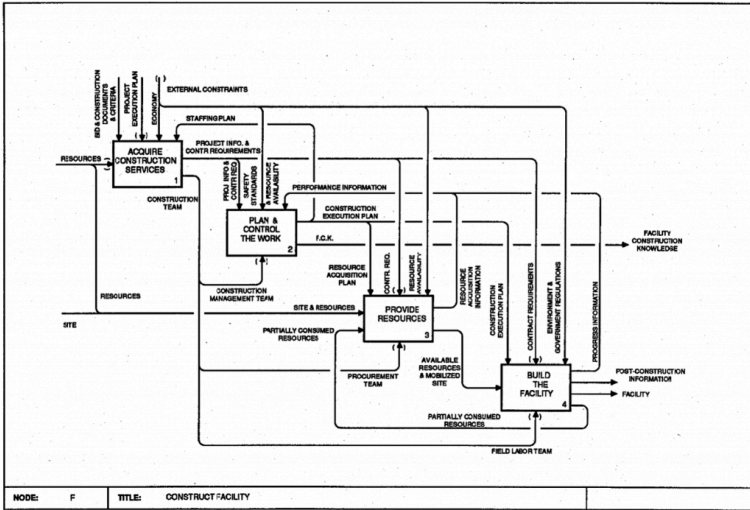 BID & CONSTRUCTION
DOCUMENTS
& CRITERIA
PROJECT
EXECUTION PLAN
ECONOMY
( )
EXTERNAL CONSTRAINTS
STAFFING PLAN
( )
PROJECT INFO. &
CONTR REQUIREMENTS
RESOURCES
( )
ACQUIRE
CONSTRUCTION
SERVICES
1
CONSTRUCTION
TEAM
PROJ INFO &
CONTR REQ.
SAFETY
STANDARDS
& RESOURCE
AVAILABILITY
PERFORMANCE INFORMATION
CONSTRUCTION
EXECUTION PLAN
PLAN &
CONTROL
THE WORK
2
( )
F.C.K.
FACILITY
CONSTRUCTION
KNOWLEDGE
RESOURCE
ACQUISITION
PLAN
CONTR. REQ.
RESOURCE
AVAILABILITY
RESOURCE
ACQUISITION
INFORMATION
CONSTRUCTION
EXECUTION PLAN
CONTRACT REQUIREMENTS
ENVIRONMENT &
GOVERNMENT REGULATIONS
PROGRESS INFORMATION
RESOURCES
CONSTRUCTION
MANAGEMENT TEAM
SITE
SITE & RESOURCES
( )
PROVIDE
RESOURCES
3
( )
PARTIALLY CONSUMED
RESOURCES
PROCUREMENT
TEAM
AVAILABLE
RESOURCES
& MOBILIZED
SITE
( )
BUILD
THE
FACILITY
4
( )
POST-CONSTRUCTION
INFORMATION
FACILITY
PARTIALLY CONSUMED
RESOURCES
FIELD LABOR TEAM
NODE: F TITLE: CONSTRUCT FACILITY